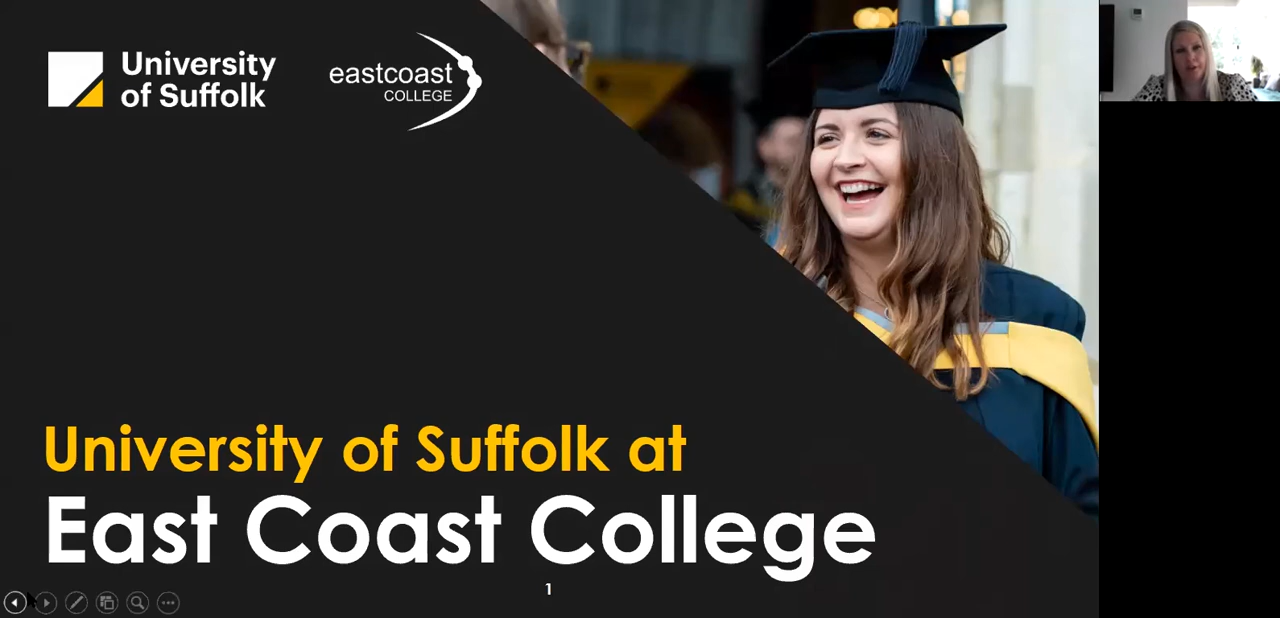 University
of Suffolk
eastcoast
COLLEGE
University of Suffolk at
East Coast College
1